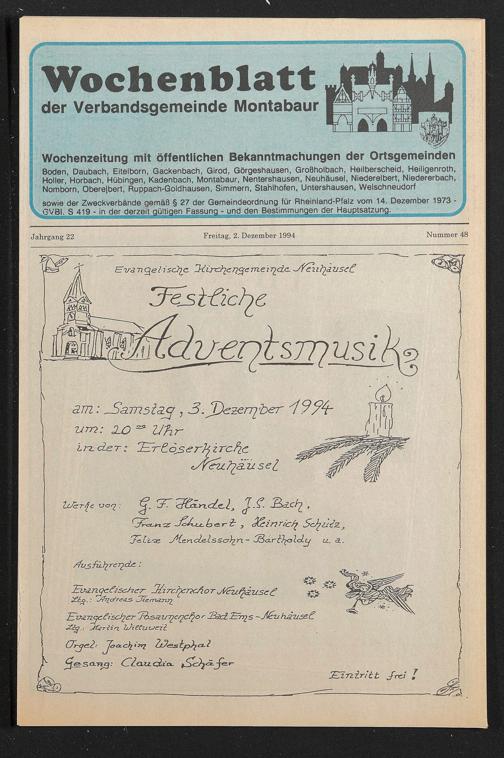 Wochenblatt
der Verbandsgemeinde Montabaur
Wochenzeitung mit öffentlichen Bekanntmachungen der Ortsgemeinden
Boden, Daubach, Eitelborn, Gackenbach, Girod, Görgeshausen, Großholbach, Heilberscheid, Heiligenroth,
Holler, Horbach, Hübingen, Kadenbach, Montabaur, Nentershausen, Neuhäusel, Niederelbert, Niedererbach,
Nomborn, Oberelbert, Ruppach-Goldhausen, Simmern, Stahlhofen, Untershausen, Welschneudorf
sowie der Zweckverbände gemäß § 27 der Gemeindeordnung für Rheinland-Pfalz vom 14. Dezember 1973 -
GVBl. S 419 - in der derzeit gültigen Fassung - und den Bestimmungen der Hauptsatzung.
Jahrgang 22 Freitag, 2. Dezember 1994 Nummer 48
Evangelische Kirchengemeinde Neuhäusel
Festliche
Adventsmusik
am: Samstag, 3. Dezember 1994
um: 20 00 Uhr
in der: Erlöserkirche
Neuhäusel
Werke von: G. F. Händel, J. S. Bach,
Franz Schubert, Heinrich Schütz,
Felix Mendelssohn-Bartholdy u. a.
Ausführende:
Evangelischer Kirchenchor Neuhäusel
Ltg.: Andreas Tiemann
Evangelischer Posaunenchor Bad Ems-Neuhäusel
Ltg.: Martin Wittuweit
Orgel: Joachim Westphal
Gesang: Claudia Schäfer
Eintritt frei!